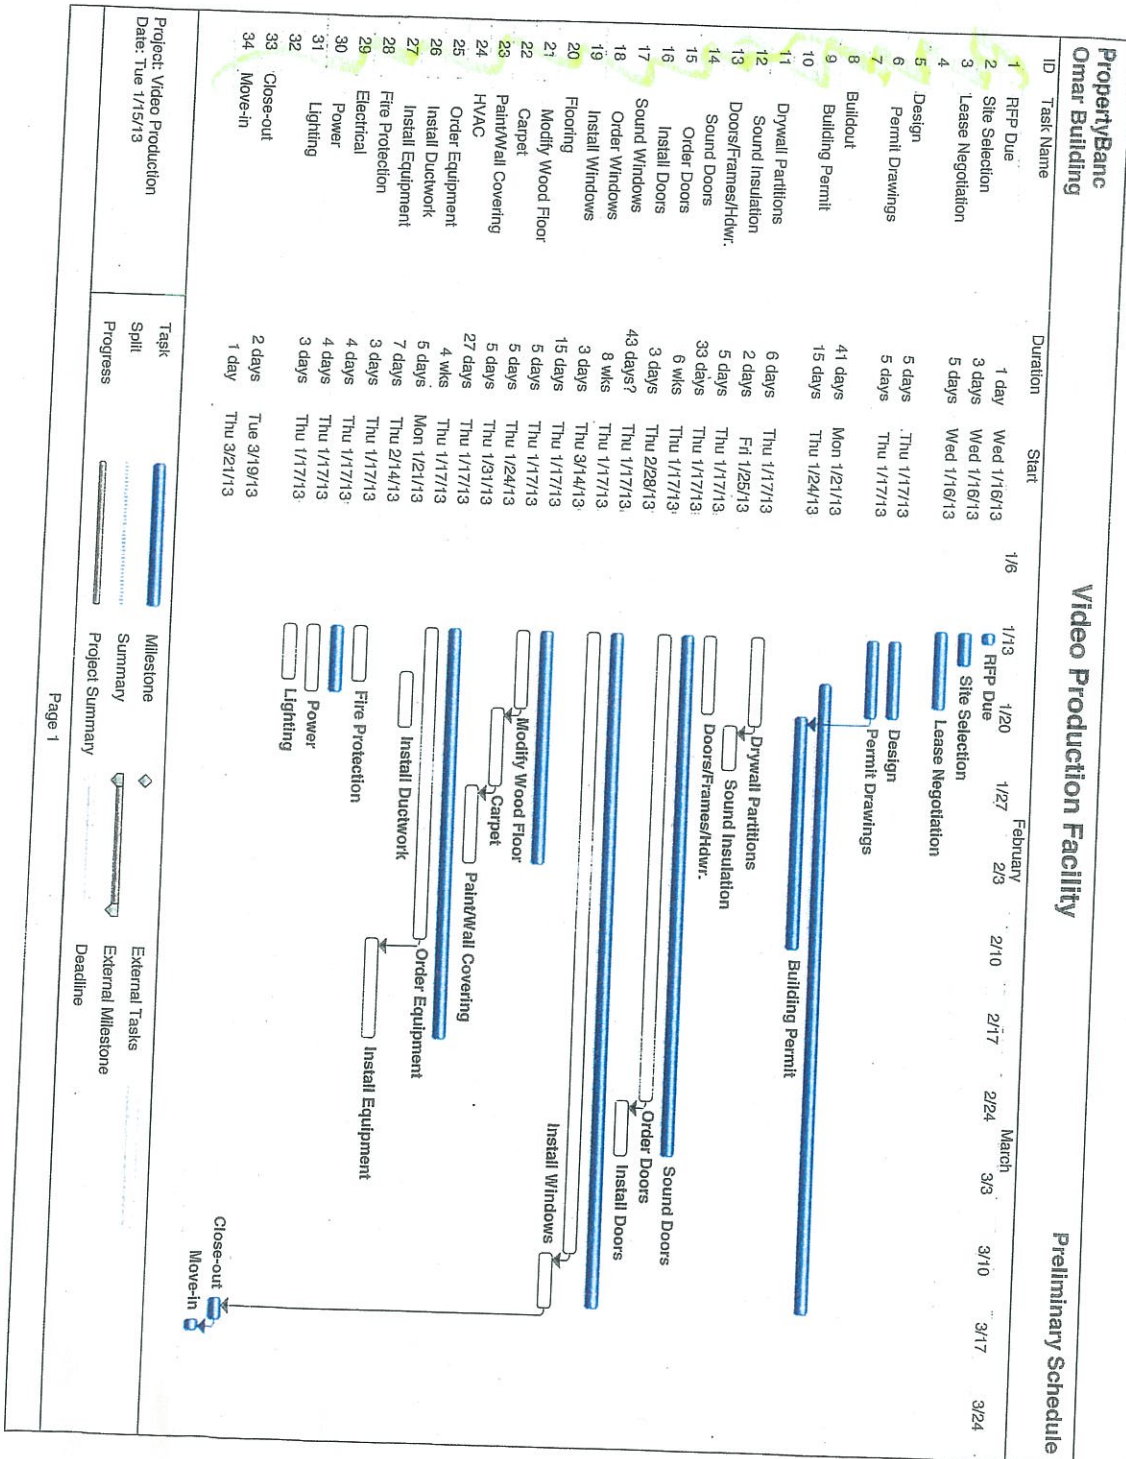 PropertyBanc
Omar Building
Video Production Facility
Preliminary Schedule
ID Task Name Duration Start
February March
1/6 1/13 1/20 1/27 2/3 2/10 2/17 2/24 3/3 3/10 3/17 3/24
1 RFP Due 1 day Wed 1/16/13 RFP Due
2 Site Selection 3 days Wed 1/16/13 Site Selection
3 Lease Negotiation 5 days Wed 1/16/13 Lease Negotiation
4
5 Design 5 days Thu 1/17/13 Design
6 Permit Drawings 5 days Thu 1/17/13 Permit Drawings
7
8 Buildout 41 days Mon 1/21/13
9 Building Permit 15 days Thu 1/24/13 Building Permit
10
11 Drywall Partitions 6 days Thu 1/17/13 Drywall Partitions
12 Sound Insulation 2 days Fri 1/25/13 Sound Insulation
13 Doors/Frames/Hdwr. 5 days Thu 1/17/13 Doors/Frames/Hdwr.
14 Sound Doors 33 days Thu 1/17/13 Sound Doors
15 Order Doors 6 wks Thu 1/17/13 Order Doors
16 Install Doors 3 days Thu 2/28/13 Install Doors
17 Sound Windows 43 days? Thu 1/17/13
18 Order Windows 8 wks Thu 1/17/13
19 Install Windows 3 days Thu 3/14/13 Install Windows
20 Flooring 15 days Thu 1/17/13
21 Modify Wood Floor 5 days Thu 1/17/13 Modify Wood Floor
22 Carpet 5 days Thu 1/24/13 Carpet
23 Paint/Wall Covering 5 days Thu 1/31/13 Paint/Wall Covering
24 HVAC 27 days Thu 1/17/13
25 Order Equipment 4 wks Thu 1/17/13 Order Equipment
26 Install Ductwork 5 days Mon 1/21/13 Install Ductwork
27 Install Equipment 7 days Thu 2/14/13 Install Equipment
28 Fire Protection 3 days Thu 1/17/13 Fire Protection
29 Electrical 4 days Thu 1/17/13
30 Power 4 days Thu 1/17/13 Power
31 Lighting 3 days Thu 1/17/13 Lighting
32
33 Close-out 2 days Tue 3/19/13 Close-out
34 Move-in 1 day Thu 3/21/13 Move-in
Project: Video Production
Date: Tue 1/15/13
Task Milestone External Tasks
Split Summary External Milestone
Progress Project Summary Deadline
Page 1